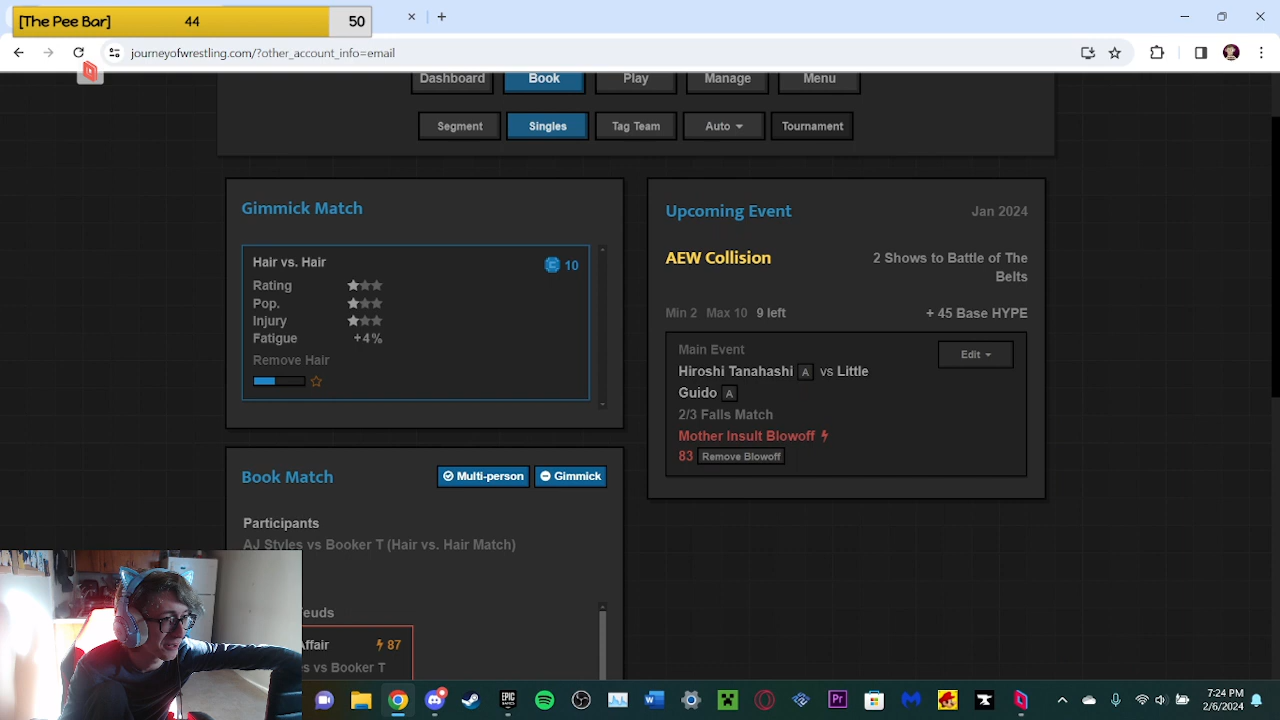 [The Pee Bar] 44 50
journeyofwrestling.com/?other_account_info=email
Dashboard Book Play Manage Menu
Segment Singles Tag Team Auto Tournament
Gimmick Match
Hair vs. Hair 10
Rating
Pop.
Injury
Fatigue +4%
Remove Hair
Book Match Multi-person Gimmick
Participants
AJ Styles vs Booker T (Hair vs. Hair Match)
euds
Affair 87
s vs Booker T
Upcoming Event Jan 2024
AEW Collision 2 Shows to Battle of The
Belts
Min 2 Max 10 9 left + 45 Base HYPE
Main Event Edit
Hiroshi Tanahashi A vs Little
Guido A
2/3 Falls Match
Mother Insult Blowoff
83 Remove Blowoff
EPIC W Pr
7:24 PM
2/6/2024